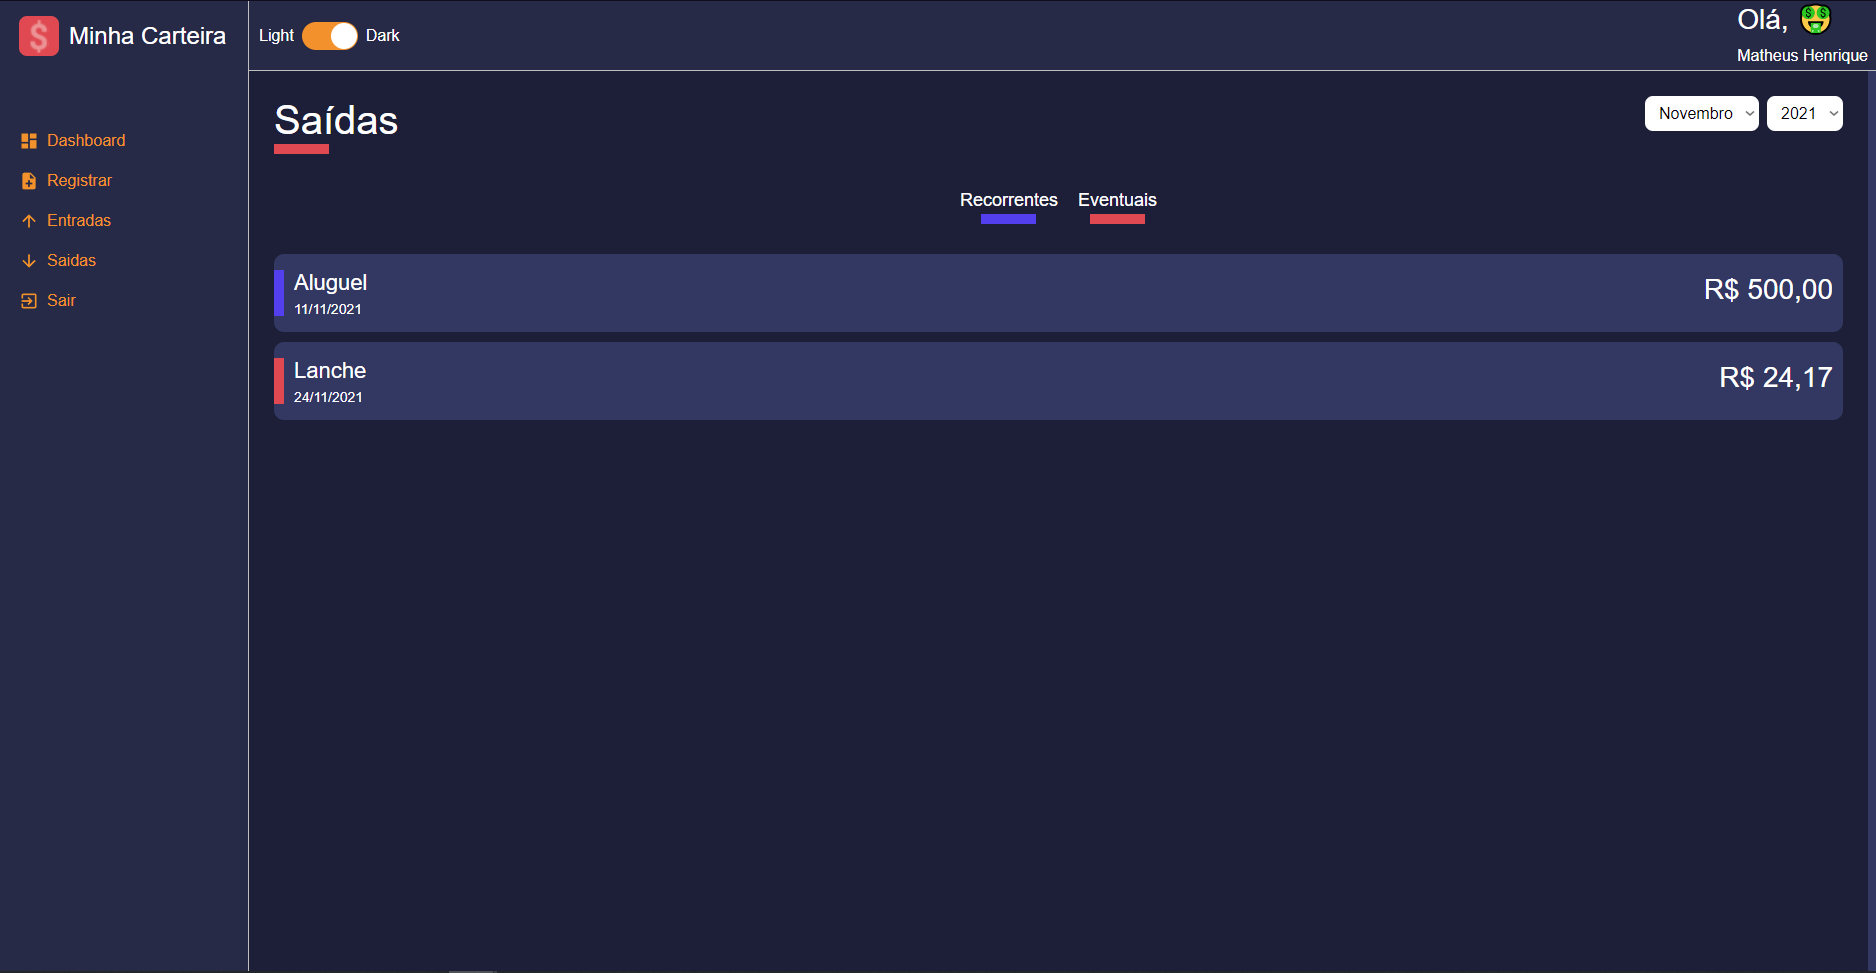 Minha Carteira
Light Dark
Olá, 🤑
Matheus Henrique
Dashboard
Registrar
Entradas
Saidas
Sair
Saídas
Novembro 2021
Recorrentes Eventuais
Aluguel
11/11/2021
R$ 500,00
Lanche
24/11/2021
R$ 24,17